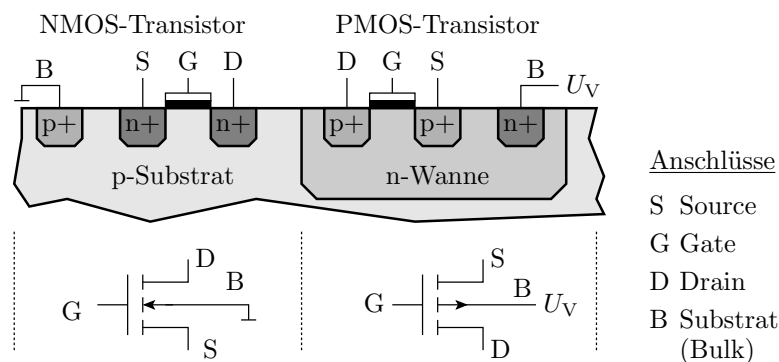 NMOS-Transistor PMOS-Transistor
B S G D D G S B U_V
p+ n+ n+ p+ p+ n+
p-Substrat n-Wanne
Anschlüsse
S Source
G Gate
D Drain
B Substrat
(Bulk)
D S
B B
G G U_V
S D